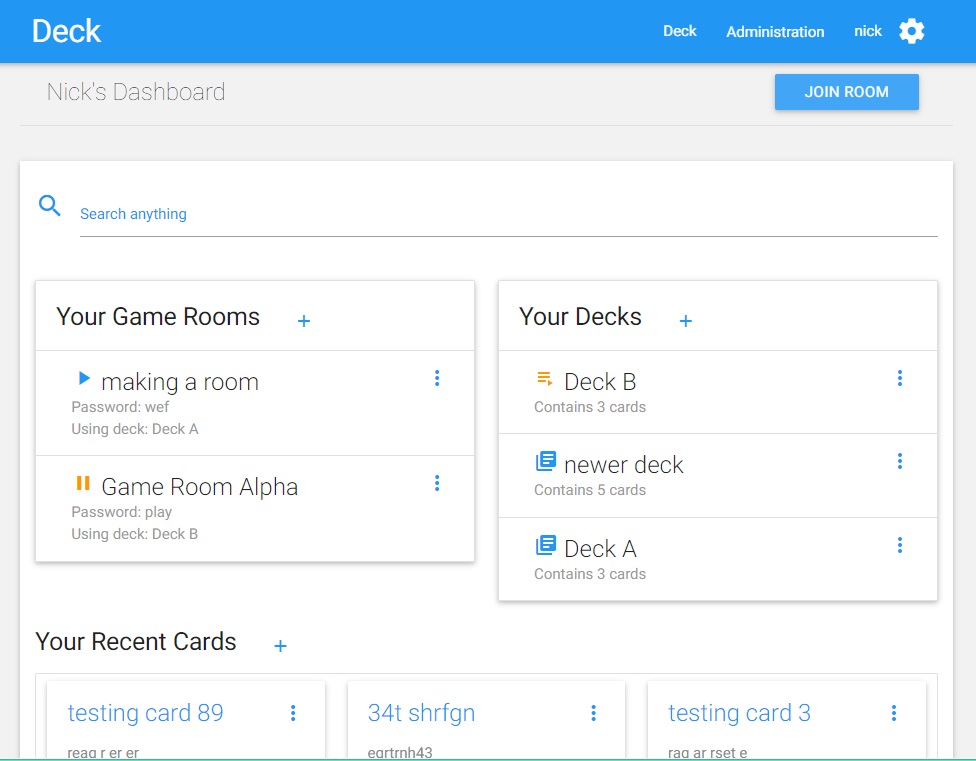 Deck
Deck Administration nick
Nick's Dashboard
JOIN ROOM
Search anything
Your Game Rooms +
making a room
Password: wef
Using deck: Deck A
Game Room Alpha
Password: play
Using deck: Deck B
Your Decks +
Deck B
Contains 3 cards
newer deck
Contains 5 cards
Deck A
Contains 3 cards
Your Recent Cards +
testing card 89
reag r er er
34t shrfgn
egrtrnh43
testing card 3
rag ar rset e